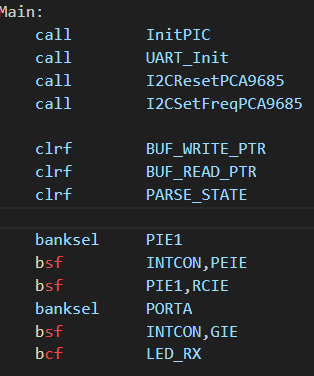 Main:
call InitPIC
call UART_Init
call I2CResetPCA9685
call I2CSetFreqPCA9685
clrf BUF_WRITE_PTR
clrf BUF_READ_PTR
clrf PARSE_STATE
banksel PIE1
bsf INTCON,PEIE
bsf PIE1,RCIE
banksel PORTA
bsf INTCON,GIE
bcf LED_RX